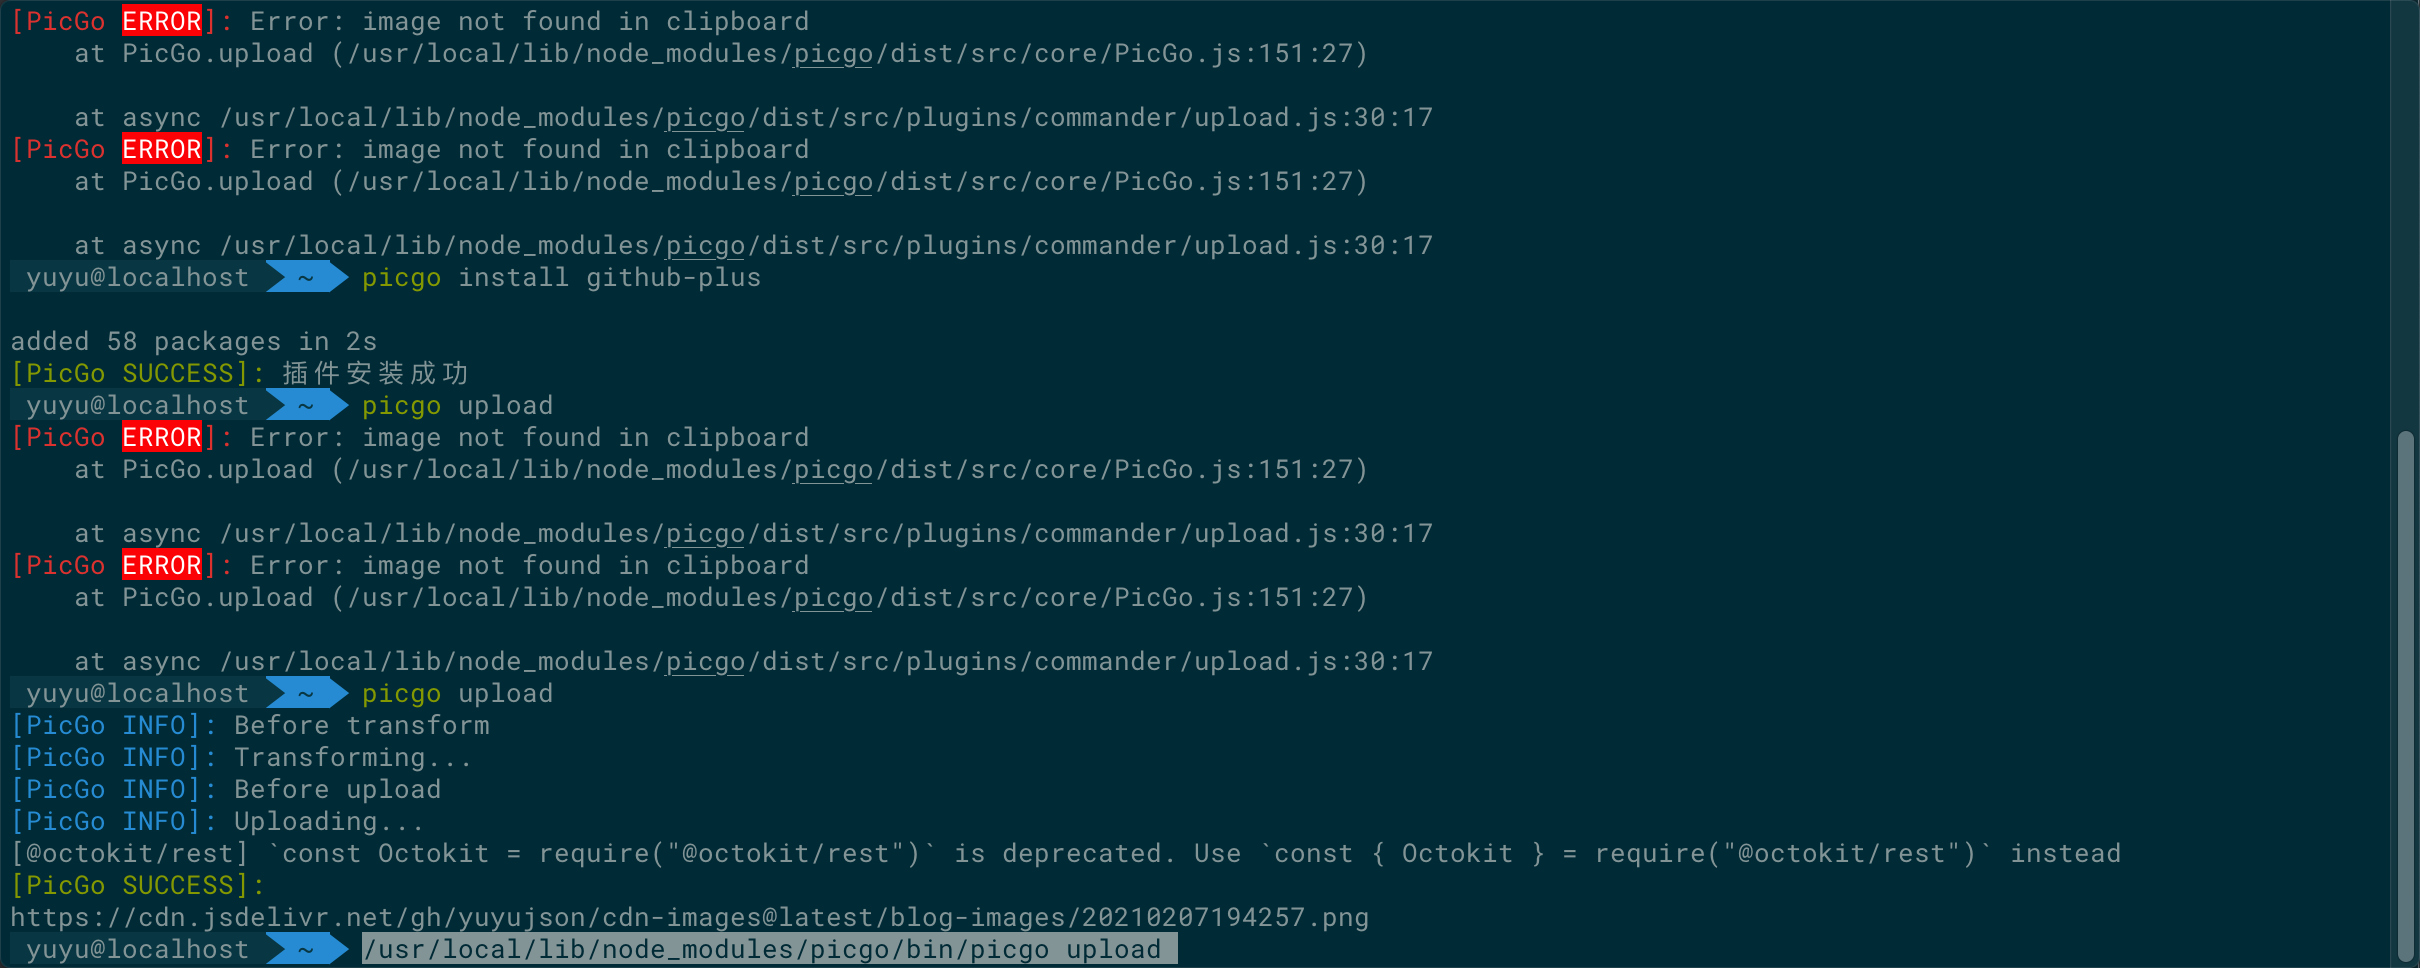 [PicGo ERROR]: Error: image not found in clipboard
at PicGo.upload (/usr/local/lib/node_modules/picgo/dist/src/core/PicGo.js:151:27)
at async /usr/local/lib/node_modules/picgo/dist/src/plugins/commander/upload.js:30:17
[PicGo ERROR]: Error: image not found in clipboard
at PicGo.upload (/usr/local/lib/node_modules/picgo/dist/src/core/PicGo.js:151:27)
at async /usr/local/lib/node_modules/picgo/dist/src/plugins/commander/upload.js:30:17
yuyu@localhost ~ picgo install github-plus
added 58 packages in 2s
[PicGo SUCCESS]: 插件安装成功
yuyu@localhost ~ picgo upload
[PicGo ERROR]: Error: image not found in clipboard
at PicGo.upload (/usr/local/lib/node_modules/picgo/dist/src/core/PicGo.js:151:27)
at async /usr/local/lib/node_modules/picgo/dist/src/plugins/commander/upload.js:30:17
[PicGo ERROR]: Error: image not found in clipboard
at PicGo.upload (/usr/local/lib/node_modules/picgo/dist/src/core/PicGo.js:151:27)
at async /usr/local/lib/node_modules/picgo/dist/src/plugins/commander/upload.js:30:17
yuyu@localhost ~ picgo upload
[PicGo INFO]: Before transform
[PicGo INFO]: Transforming...
[PicGo INFO]: Before upload
[PicGo INFO]: Uploading...
[@octokit/rest] `const Octokit = require("@octokit/rest")` is deprecated. Use `const { Octokit } = require("@octokit/rest")` instead
[PicGo SUCCESS]:
https://cdn.jsdelivr.net/gh/yuyujson/cdn-images@latest/blog-images/20210207194257.png
yuyu@localhost ~ /usr/local/lib/node_modules/picgo/bin/picgo upload